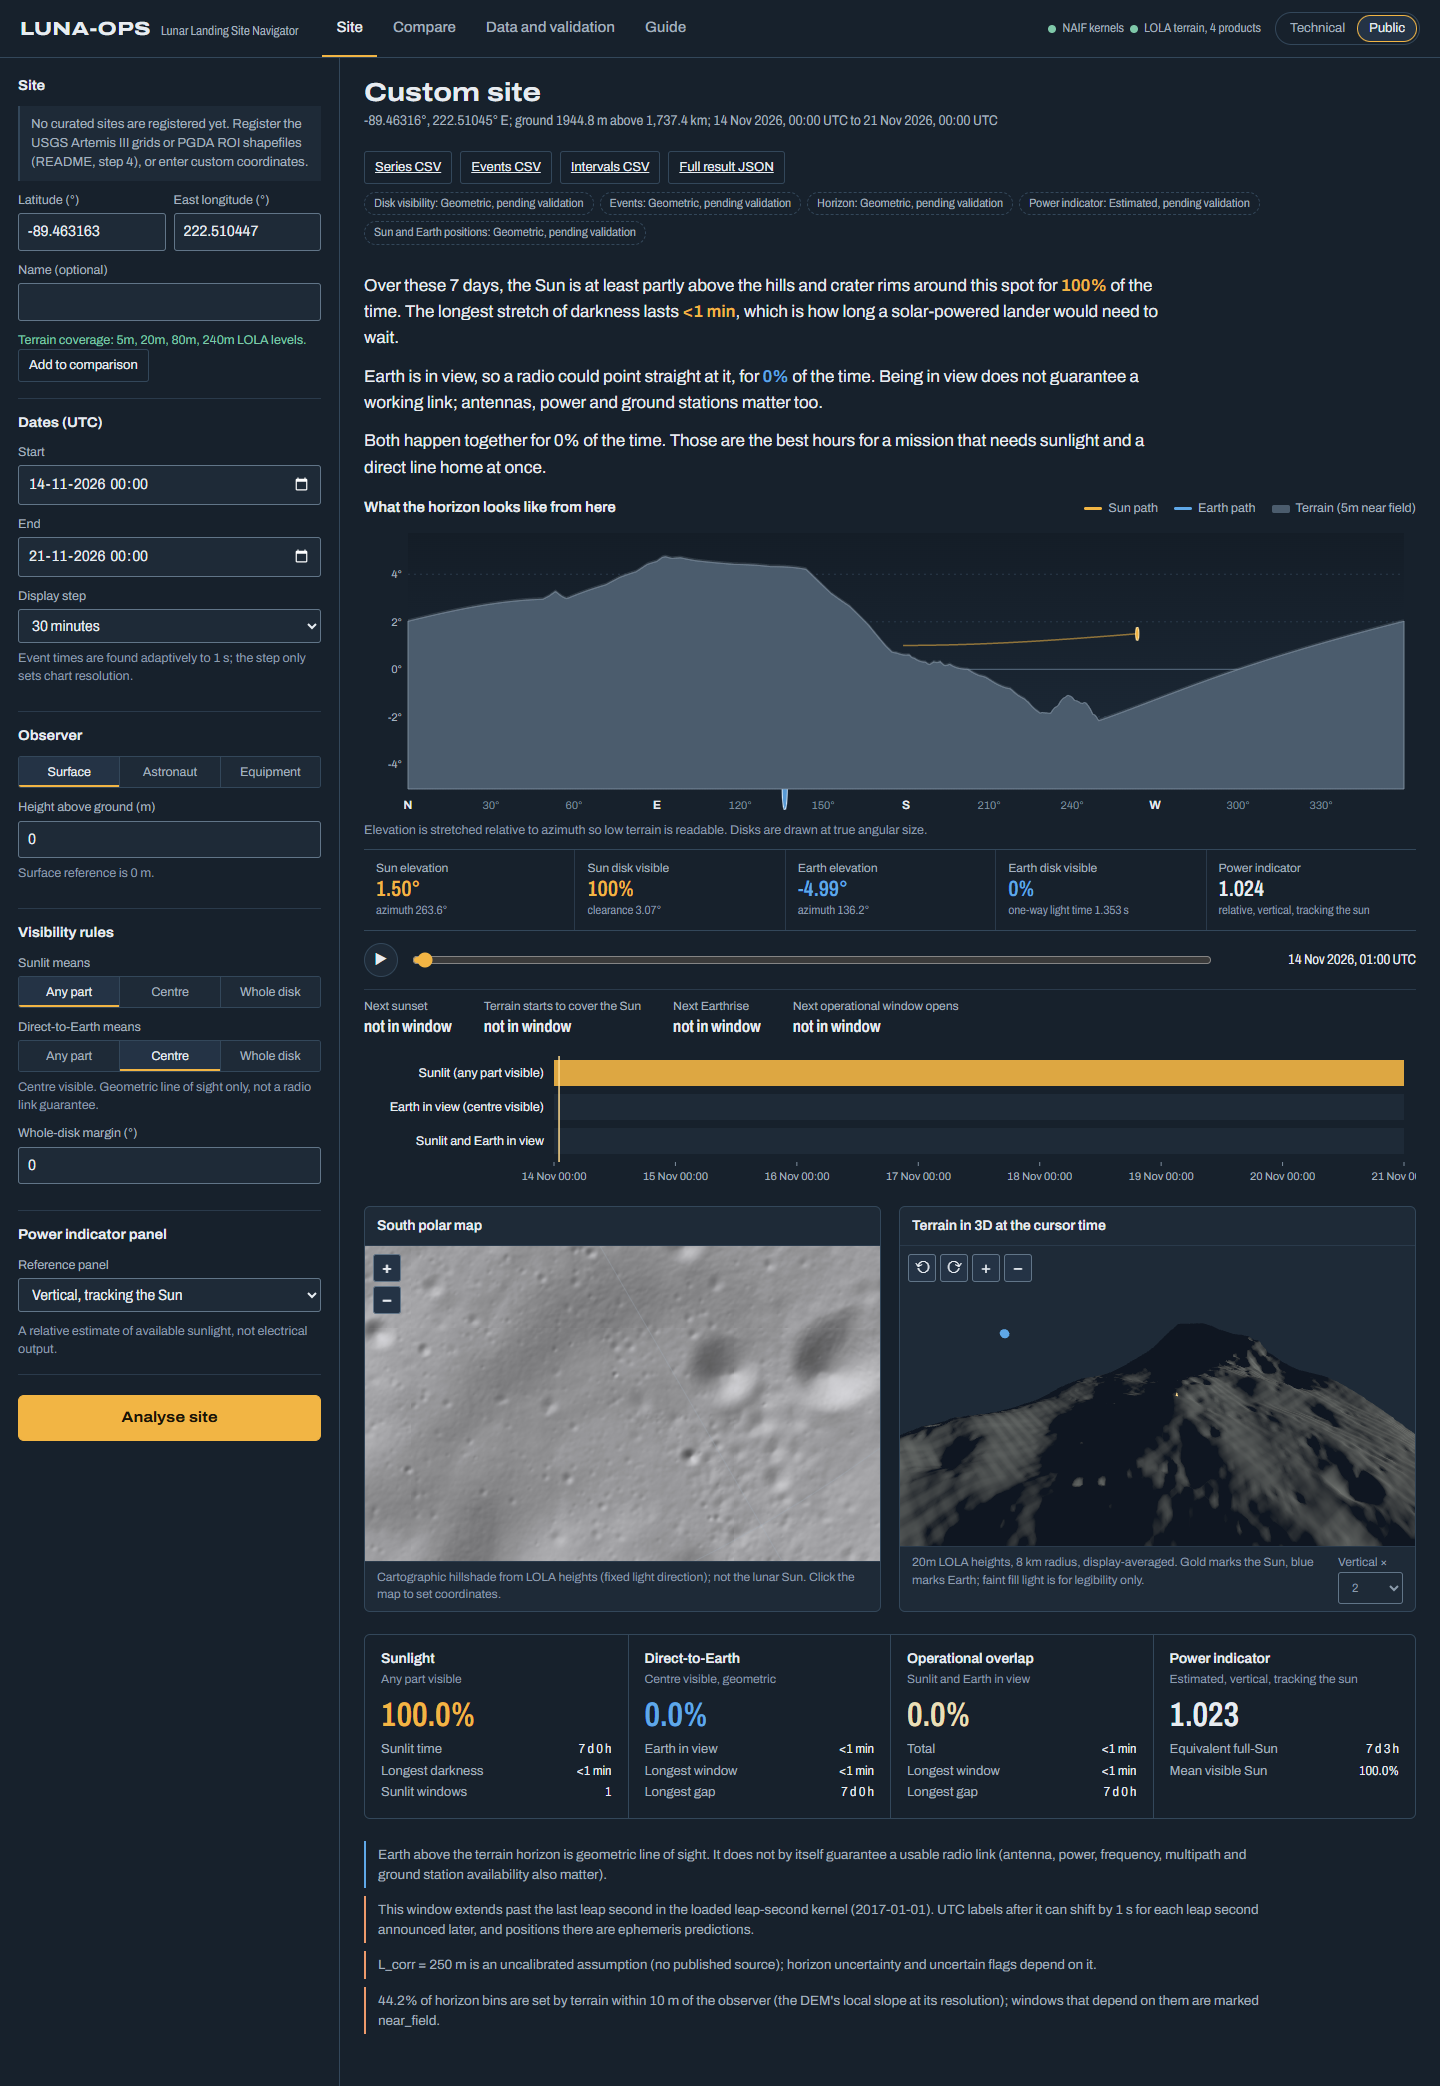 LUNA-OPS Lunar Landing Site Navigator Site Compare Data and validation Guide NAIF kernels LOLA terrain, 4 products Technical Public
Site
No curated sites are registered yet. Register the
USGS Artemis III grids or PGDA ROI shapefiles
(README, step 4), or enter custom coordinates.
Latitude (°) East longitude (°)
-89.463163 222.510447
Name (optional)
Terrain coverage: 5m, 20m, 80m, 240m LOLA levels.
Add to comparison
Dates (UTC)
Start
14-11-2026 00:00
End
21-11-2026 00:00
Display step
30 minutes
Event times are found adaptively to 1 s; the step only
sets chart resolution.
Observer
Surface Astronaut Equipment
Height above ground (m)
0
Surface reference is 0 m.
Visibility rules
Sunlit means
Any part Centre Whole disk
Direct-to-Earth means
Any part Centre Whole disk
Centre visible. Geometric line of sight only, not a radio
link guarantee.
Whole-disk margin (°)
0
Power indicator panel
Reference panel
Vertical, tracking the Sun
A relative estimate of available sunlight, not electrical
output.
Analyse site
Custom site
-89.46316°, 222.51045° E; ground 1944.8 m above 1,737.4 km; 14 Nov 2026, 00:00 UTC to 21 Nov 2026, 00:00 UTC
Series CSV Events CSV Intervals CSV Full result JSON
Disk visibility: Geometric, pending validation Events: Geometric, pending validation Horizon: Geometric, pending validation Power indicator: Estimated, pending validation
Sun and Earth positions: Geometric, pending validation
Over these 7 days, the Sun is at least partly above the hills and crater rims around this spot for 100% of the
time. The longest stretch of darkness lasts <1 min, which is how long a solar-powered lander would need to
wait.
Earth is in view, so a radio could point straight at it, for 0% of the time. Being in view does not guarantee a
working link; antennas, power and ground stations matter too.
Both happen together for 0% of the time. Those are the best hours for a mission that needs sunlight and a
direct line home at once.
What the horizon looks like from here Sun path Earth path Terrain (5m near field)
4°
2°
0°
-2°
-4°
N 30° 60° E 120° 150° S 210° 240° W 300° 330°
Elevation is stretched relative to azimuth so low terrain is readable. Disks are drawn at true angular size.
Sun elevation Sun disk visible Earth elevation Earth disk visible Power indicator
1.50° 100% -4.99° 0% 1.024
azimuth 263.6° clearance 3.07° azimuth 136.2° one-way light time 1.353 s relative, vertical, tracking the sun
14 Nov 2026, 01:00 UTC
Next sunset Terrain starts to cover the Sun Next Earthrise Next operational window opens
not in window not in window not in window not in window
Sunlit (any part visible)
Earth in view (centre visible)
Sunlit and Earth in view
14 Nov 00:00 15 Nov 00:00 16 Nov 00:00 17 Nov 00:00 18 Nov 00:00 19 Nov 00:00 20 Nov 00:00 21 Nov 0
South polar map
+
−
Cartographic hillshade from LOLA heights (fixed light direction); not the lunar Sun. Click the
map to set coordinates.
Terrain in 3D at the cursor time
+ −
20m LOLA heights, 8 km radius, display-averaged. Gold marks the Sun, blue
marks Earth; faint fill light is for legibility only.
Vertical ×
2
Sunlight Direct-to-Earth Operational overlap Power indicator
Any part visible Centre visible, geometric Sunlit and Earth in view Estimated, vertical, tracking the sun
100.0% 0.0% 0.0% 1.023
Sunlit time 7 d 0 h Earth in view <1 min Total <1 min Equivalent full-Sun 7 d 3 h
Longest darkness <1 min Longest window <1 min Longest window <1 min Mean visible Sun 100.0%
Sunlit windows 1 Longest gap 7 d 0 h Longest gap 7 d 0 h
Earth above the terrain horizon is geometric line of sight. It does not by itself guarantee a usable radio link (antenna, power, frequency, multipath and
ground station availability also matter).
This window extends past the last leap second in the loaded leap-second kernel (2017-01-01). UTC labels after it can shift by 1 s for each leap second
announced later, and positions there are ephemeris predictions.
L_corr = 250 m is an uncalibrated assumption (no published source); horizon uncertainty and uncertain flags depend on it.
44.2% of horizon bins are set by terrain within 10 m of the observer (the DEM's local slope at its resolution); windows that depend on them are marked
near_field.